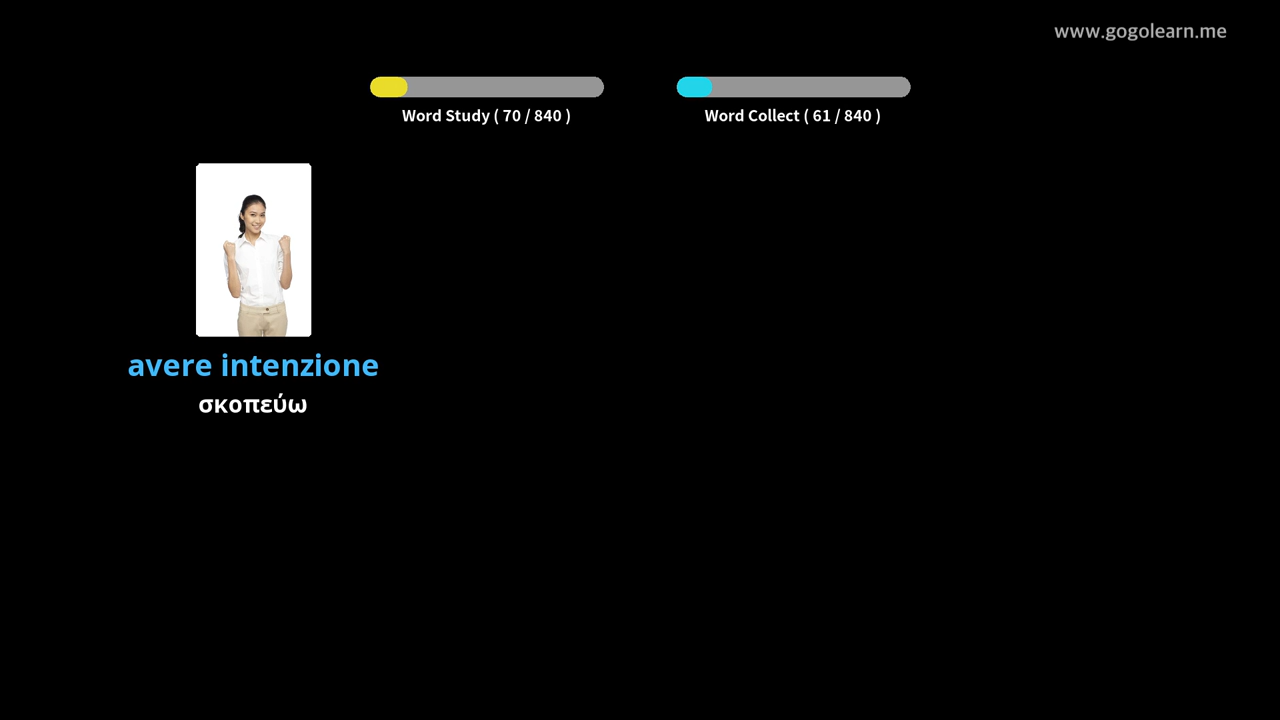 www.gogolearn.me
Word Study ( 70 / 840 )
Word Collect ( 61 / 840 )
avere intenzione
σκοπεύω